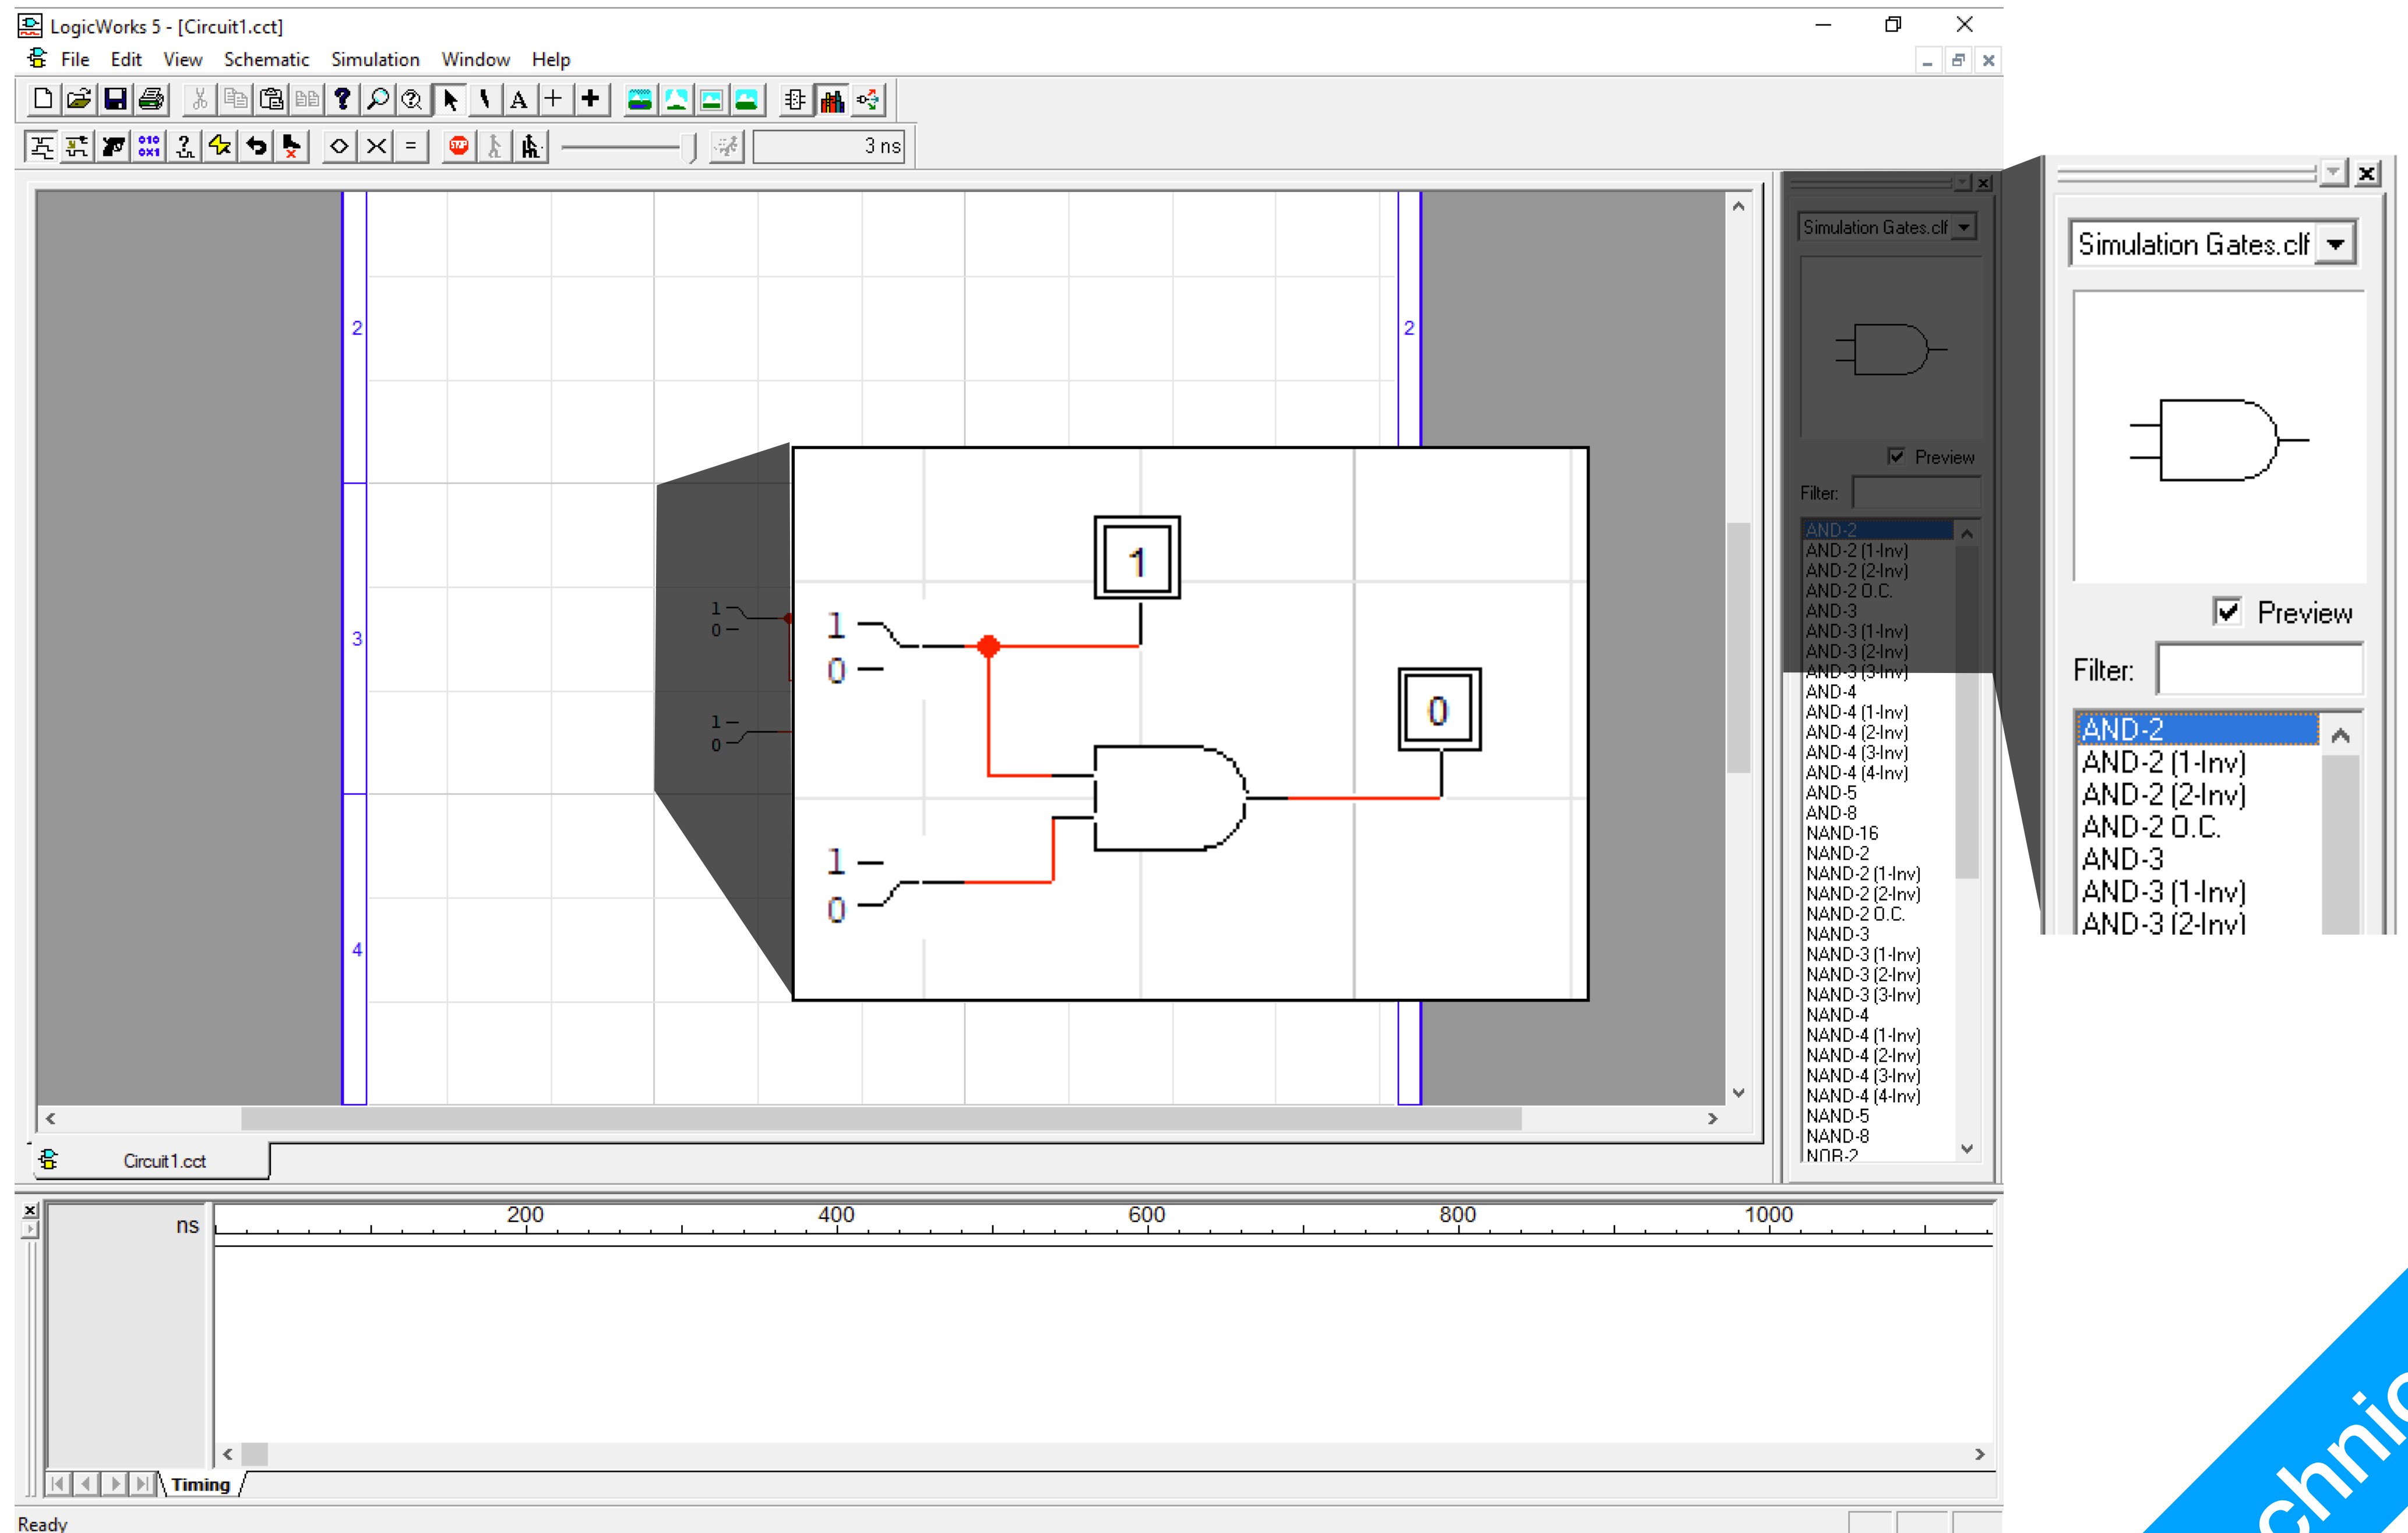 LogicWorks 5 - [Circuit1.cct]
File Edit View Schematic Simulation Window Help
A
STOP
3 ns
2
3
4
2
1
0
1
0
1
1
0
0
1
0
Simulation Gates.clf
Preview
Filter:
AND-2
AND-2 (1-Inv)
AND-2 (2-Inv)
AND-2 O.C.
AND-3
AND-3 (1-Inv)
AND-3 (2-Inv)
AND-3 (3-Inv)
AND-4
AND-4 (1-Inv)
AND-4 (2-Inv)
AND-4 (3-Inv)
AND-4 (4-Inv)
AND-5
AND-8
NAND-16
NAND-2
NAND-2 (1-Inv)
NAND-2 (2-Inv)
NAND-2 O.C.
NAND-3
NAND-3 (1-Inv)
NAND-3 (2-Inv)
NAND-3 (3-Inv)
NAND-4
NAND-4 (1-Inv)
NAND-4 (2-Inv)
NAND-4 (3-Inv)
NAND-4 (4-Inv)
NAND-5
NAND-8
NOR-2
Simulation Gates.clf
Preview
Filter:
AND-2
AND-2 (1-Inv)
AND-2 (2-Inv)
AND-2 O.C.
AND-3
AND-3 (1-Inv)
AND-3 (2-Inv)
Circuit1.cct
ns 200 400 600 800 1000
Timing
Ready